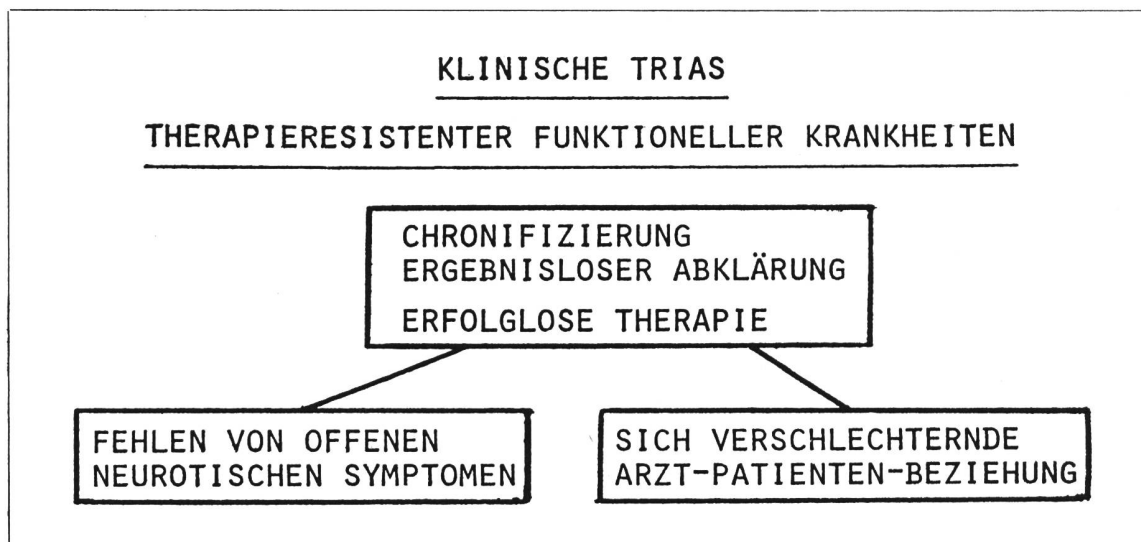 KLINISCHE TRIAS
THERAPIERESISTENTER FUNKTIONELLER KRANKHEITEN
CHRONIFIZIERUNG
ERGEBNISLOSER ABKLÄRUNG
ERFOLGLOSE THERAPIE
FEHLEN VON OFFENEN
NEUROTISCHEN SYMPTOMEN
SICH VERSCHLECHTERNDE
ARZT-PATIENTEN-BEZIEHUNG